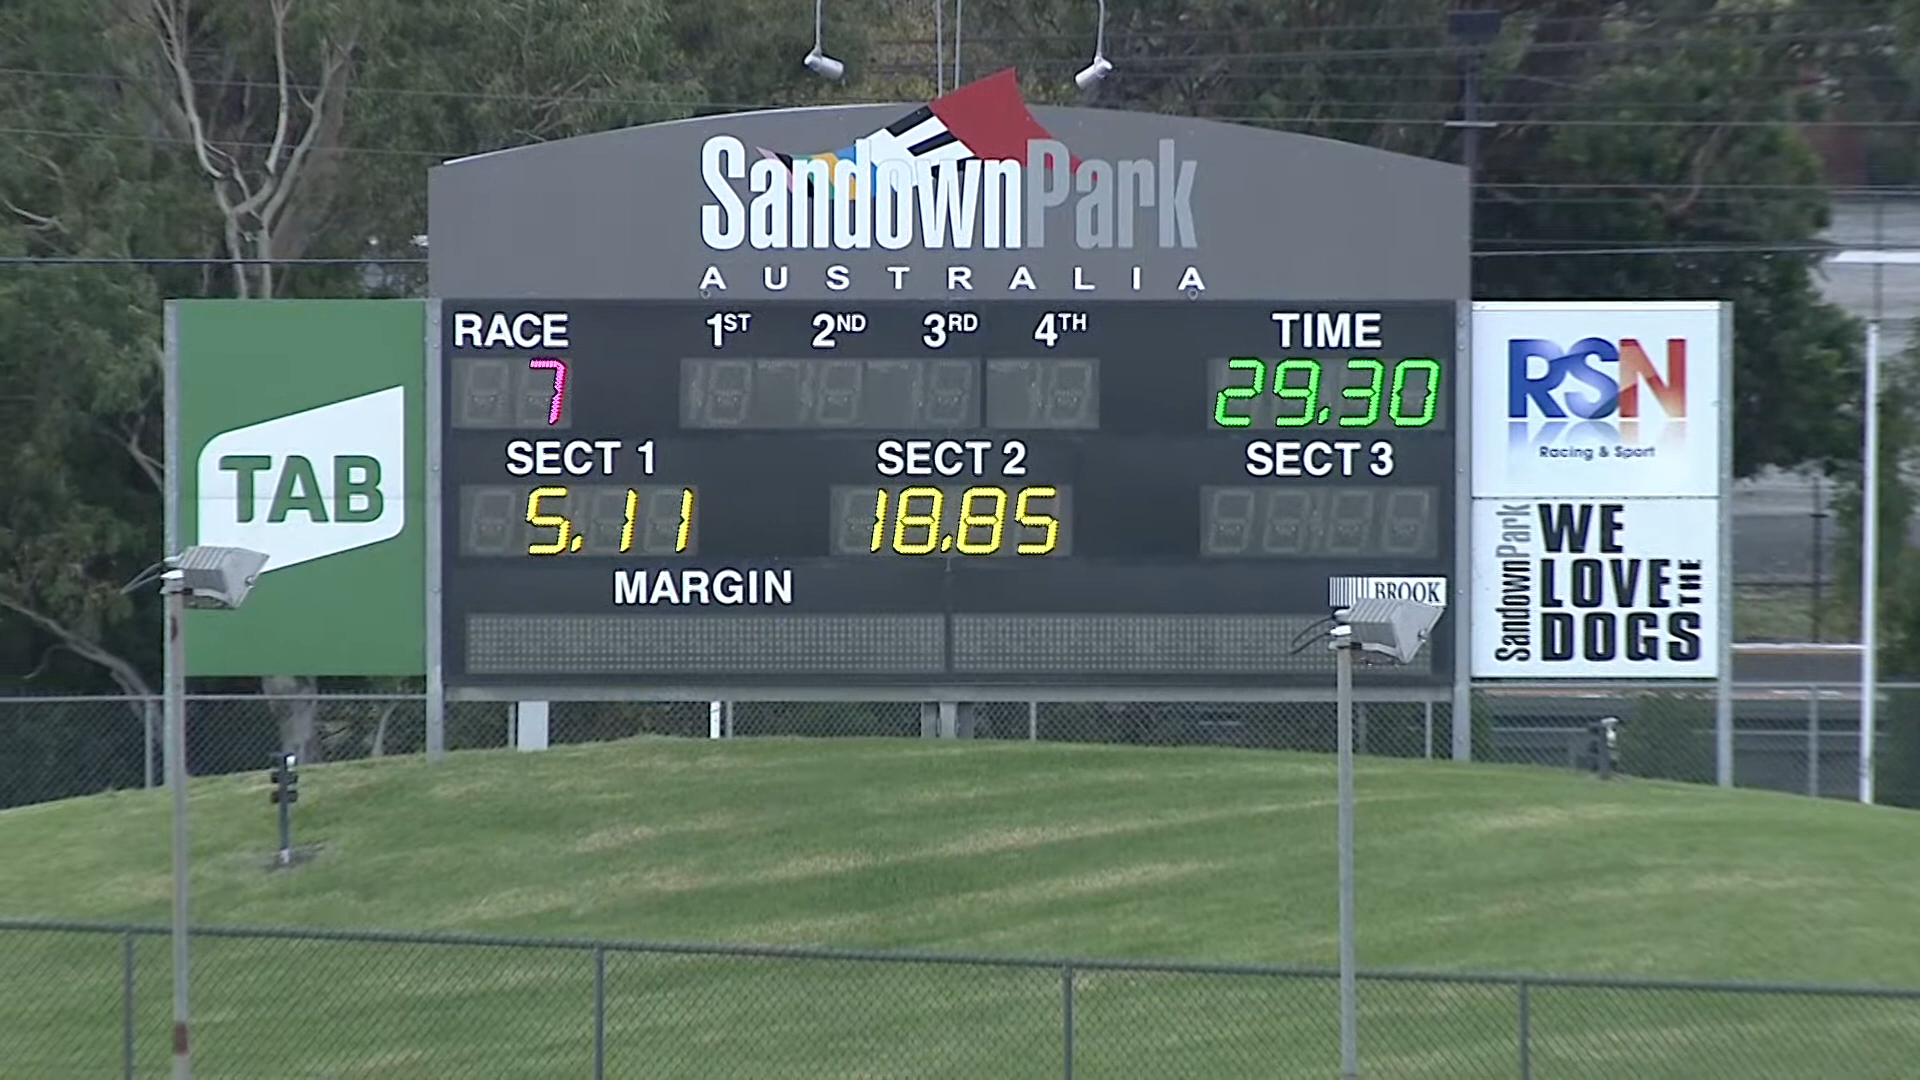 SandownPark
AUSTRALIA
RACE 1ST 2ND 3RD 4TH TIME
7 29.30
SECT 1 SECT 2 SECT 3
5.11 18.85
MARGIN
BROOK
TAB
RSN
Racing & Sport
SandownPark
WE
LOVE THE
DOGS